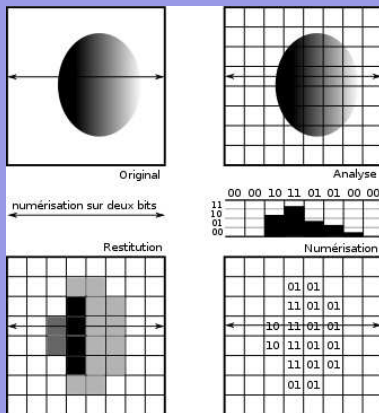 Original
Analyse
numérisation sur deux bits
00 00 10 11 01 01 00 00
11
10
01
00
Restitution
Numérisation
01 01
11 01 01
10 11 01 01
10 11 01 01
11 01 01
01 01